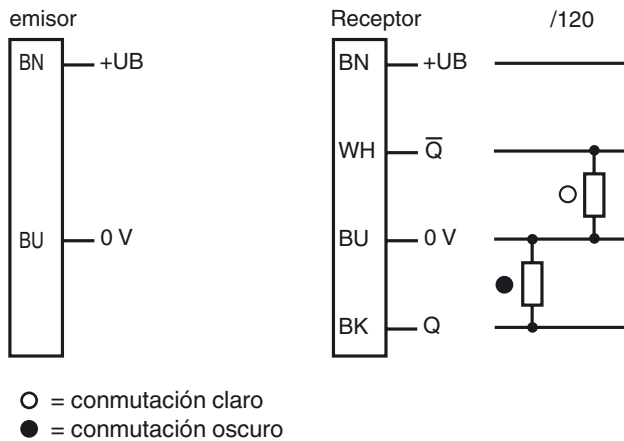 emisor
BN +UB
BU 0 V
Receptor /120
BN +UB
WH Q̅
BU 0 V
BK Q
= conmutación claro
= conmutación oscuro